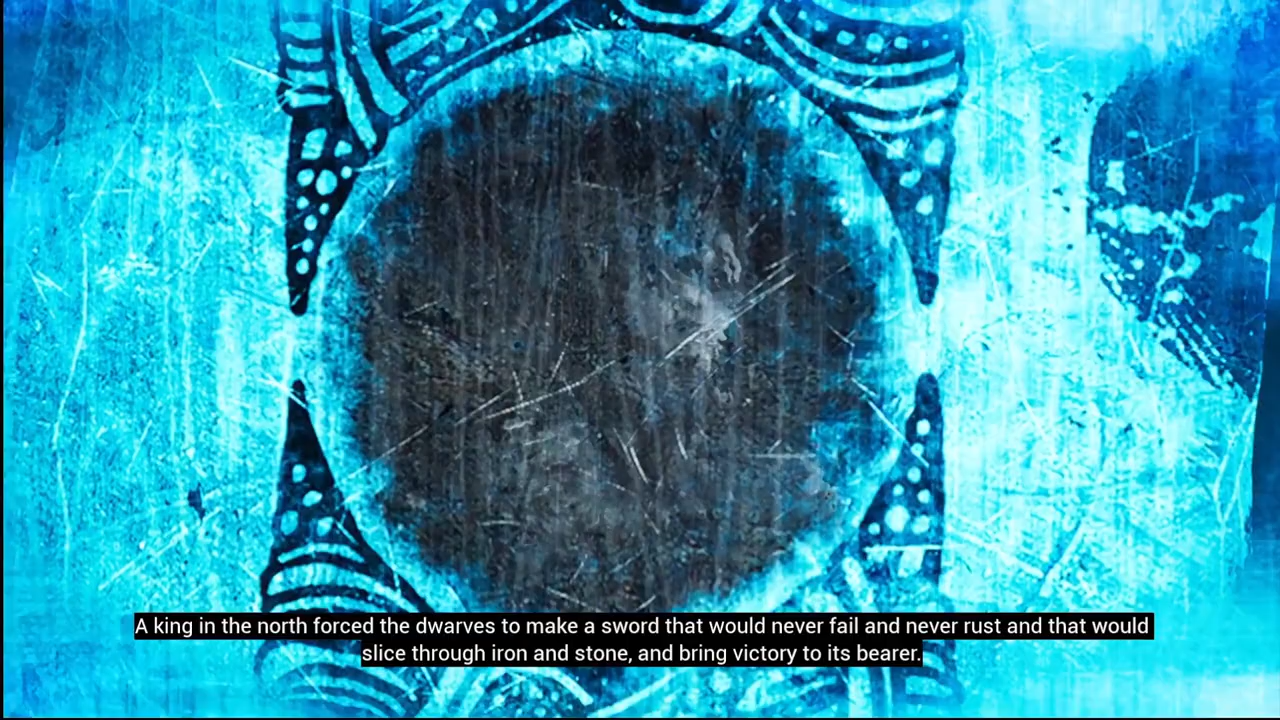 A king in the north forced the dwarves to make a sword that would never fail and never rust and that would
slice through iron and stone, and bring victory to its bearer.